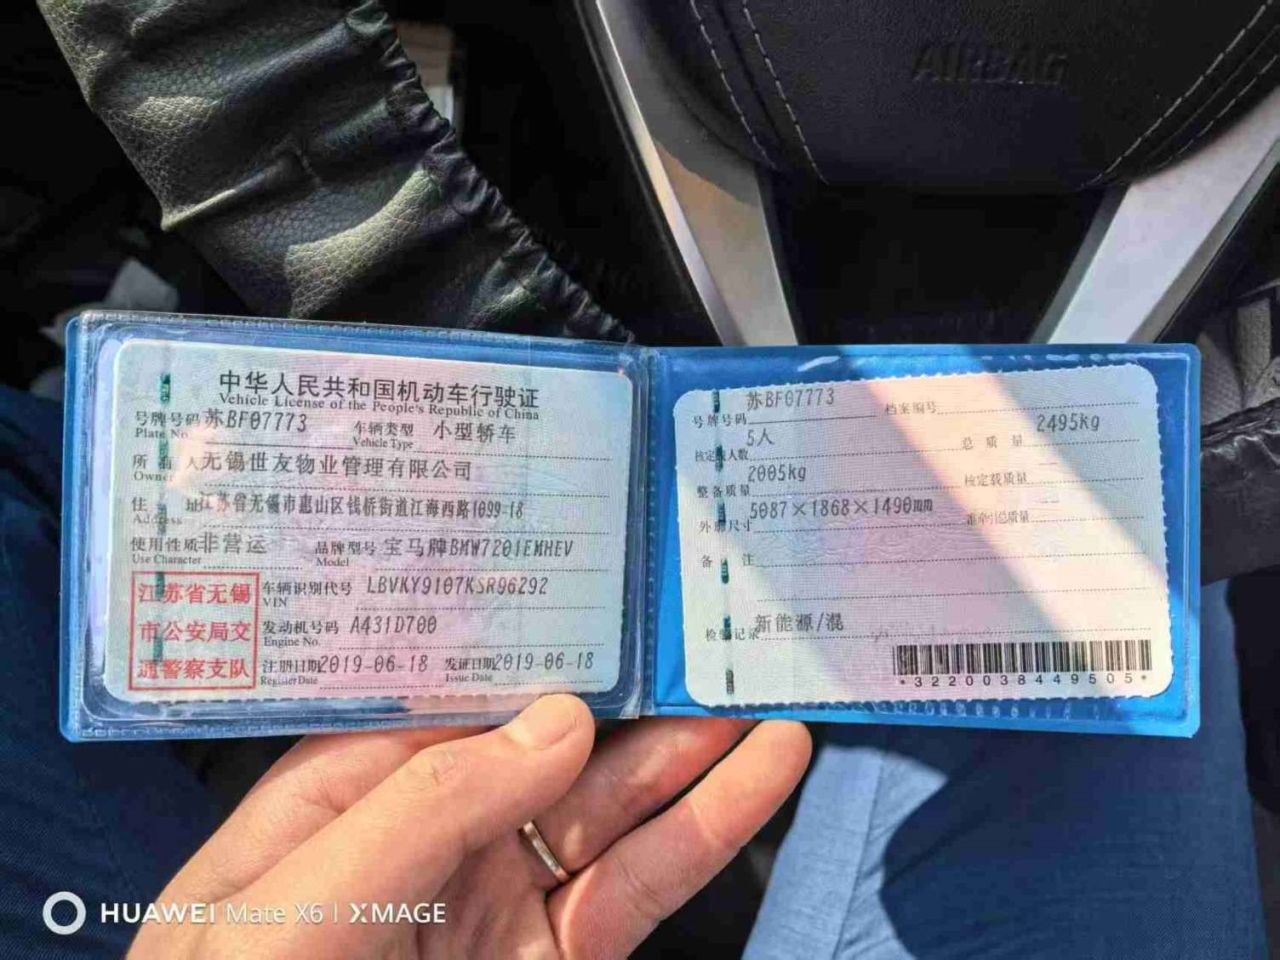 AIRBAG
中华人民共和国机动车行驶证
Vehicle License of the People's Republic of China
号牌号码 苏BF07773 车辆类型 小型轿车
Plate No. Vehicle Type
所有人 无锡世友物业管理有限公司
Owner
住址 江苏省无锡市惠山区钱桥街道江海西路1099-18
Address
使用性质 非营运 品牌型号 宝马牌BMW7201EMHEV
Use Character Model
江苏省无锡
市公安局交
通警察支队
车辆识别代号 LBVKY9107KSR96292
VIN
发动机号码 A431D700
Engine No.
注册日期 2019-06-18 发证日期 2019-06-18
Register Date Issue Date
号牌号码 苏BF07773 档案编号
核定载人数 5人 总质量 2495kg
整备质量 2005kg 核定载质量
外廓尺寸 5087×1868×1490mm 准牵引总质量
备注
检验记录 新能源/混
*3220038449505*
HUAWEI Mate X6 | XMAGE